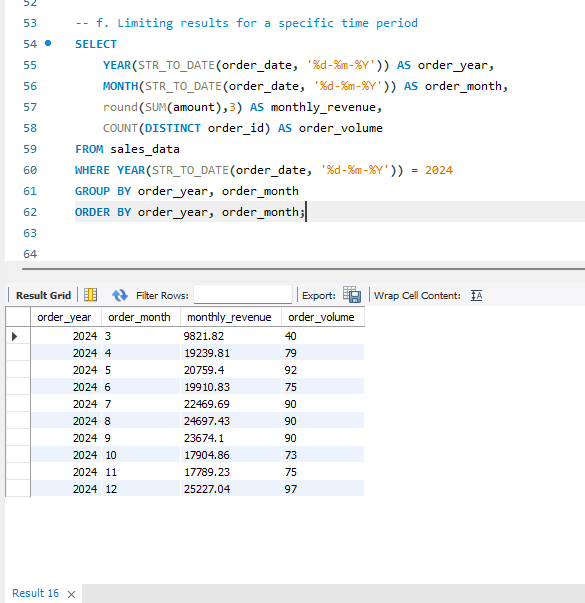 52
53 -- f. Limiting results for a specific time period
54 SELECT
55 YEAR(STR_TO_DATE(order_date, '%d-%m-%Y')) AS order_year,
56 MONTH(STR_TO_DATE(order_date, '%d-%m-%Y')) AS order_month,
57 round(SUM(amount),3) AS monthly_revenue,
58 COUNT(DISTINCT order_id) AS order_volume
59 FROM sales_data
60 WHERE YEAR(STR_TO_DATE(order_date, '%d-%m-%Y')) = 2024
61 GROUP BY order_year, order_month
62 ORDER BY order_year, order_month;
63
64
Result Grid Filter Rows: Export: Wrap Cell Content:
order_year order_month monthly_revenue order_volume
2024 3 9821.82 40
2024 4 19239.81 79
2024 5 20759.4 92
2024 6 19910.83 75
2024 7 22469.69 90
2024 8 24697.43 90
2024 9 23674.1 90
2024 10 17904.86 73
2024 11 17789.23 75
2024 12 25227.04 97
Result 16